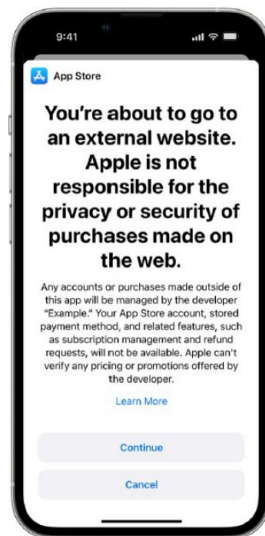 9:41
App Store
You're about to go to
an external website.
Apple is not
responsible for the
privacy or security of
purchases made on
the web.
Any accounts or purchases made outside of
this app will be managed by the developer
“Example.” Your App Store account, stored
payment method, and related features, such
as subscription management and refund
requests, will not be available. Apple can't
verify any pricing or promotions offered by
the developer.
Learn More
Continue
Cancel